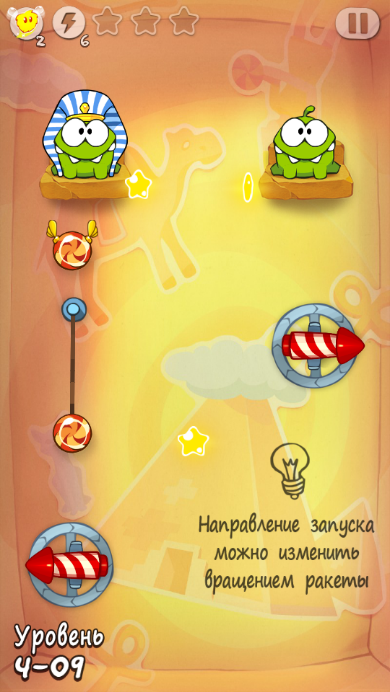 2
6
Направление запуска
можно изменить
вращением ракеты
Уровень
4-09